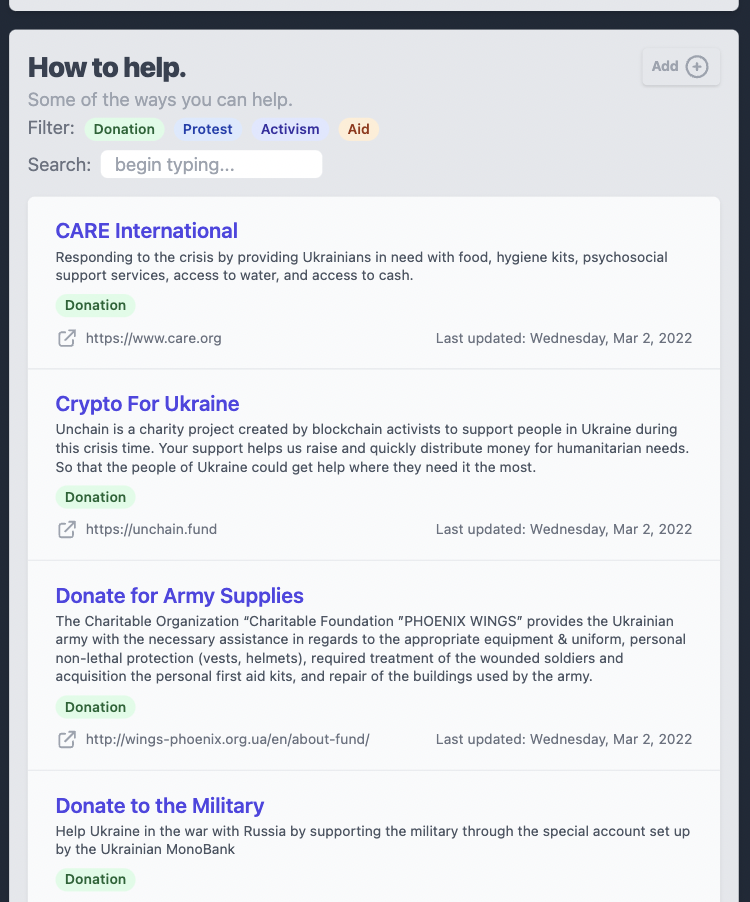 How to help.
Add
Some of the ways you can help.
Filter: Donation Protest Activism Aid
Search: begin typing...
CARE International
Responding to the crisis by providing Ukrainians in need with food, hygiene kits, psychosocial
support services, access to water, and access to cash.
Donation
https://www.care.org Last updated: Wednesday, Mar 2, 2022
Crypto For Ukraine
Unchain is a charity project created by blockchain activists to support people in Ukraine during
this crisis time. Your support helps us raise and quickly distribute money for humanitarian needs.
So that the people of Ukraine could get help where they need it the most.
Donation
https://unchain.fund Last updated: Wednesday, Mar 2, 2022
Donate for Army Supplies
The Charitable Organization “Charitable Foundation ”PHOENIX WINGS” provides the Ukrainian
army with the necessary assistance in regards to the appropriate equipment & uniform, personal
non-lethal protection (vests, helmets), required treatment of the wounded soldiers and
acquisition the personal first aid kits, and repair of the buildings used by the army.
Donation
http://wings-phoenix.org.ua/en/about-fund/ Last updated: Wednesday, Mar 2, 2022
Donate to the Military
Help Ukraine in the war with Russia by supporting the military through the special account set up
by the Ukrainian MonoBank
Donation